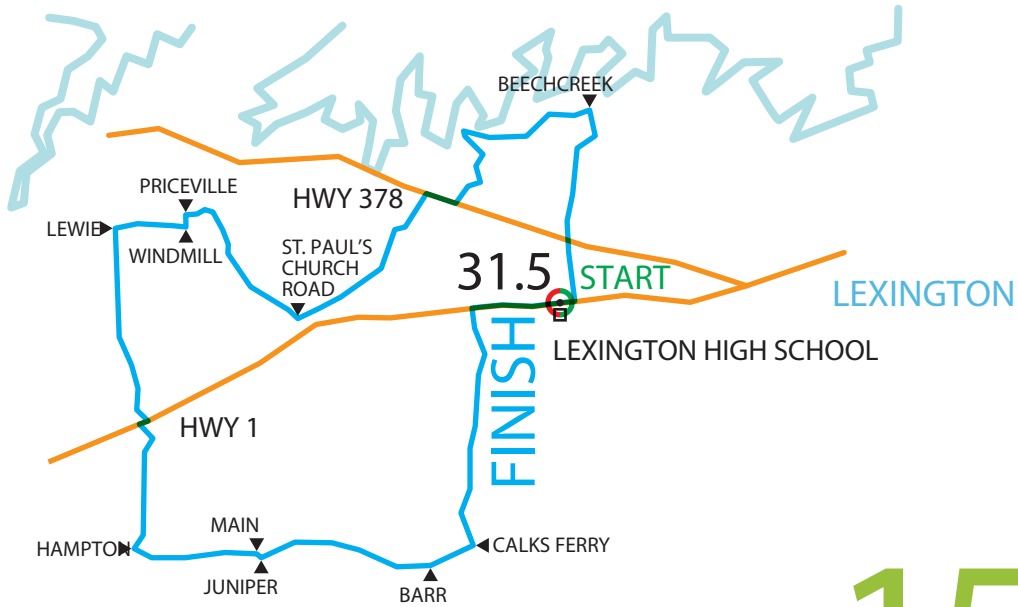 BEECHCREEK
PRICEVILLE
HWY 378
LEWIE
WINDMILL
ST. PAUL'S
CHURCH
ROAD
31.5
START
LEXINGTON
FINISH
LEXINGTON HIGH SCHOOL
HWY 1
MAIN
HAMPTON
CALKS FERRY
JUNIPER
BARR